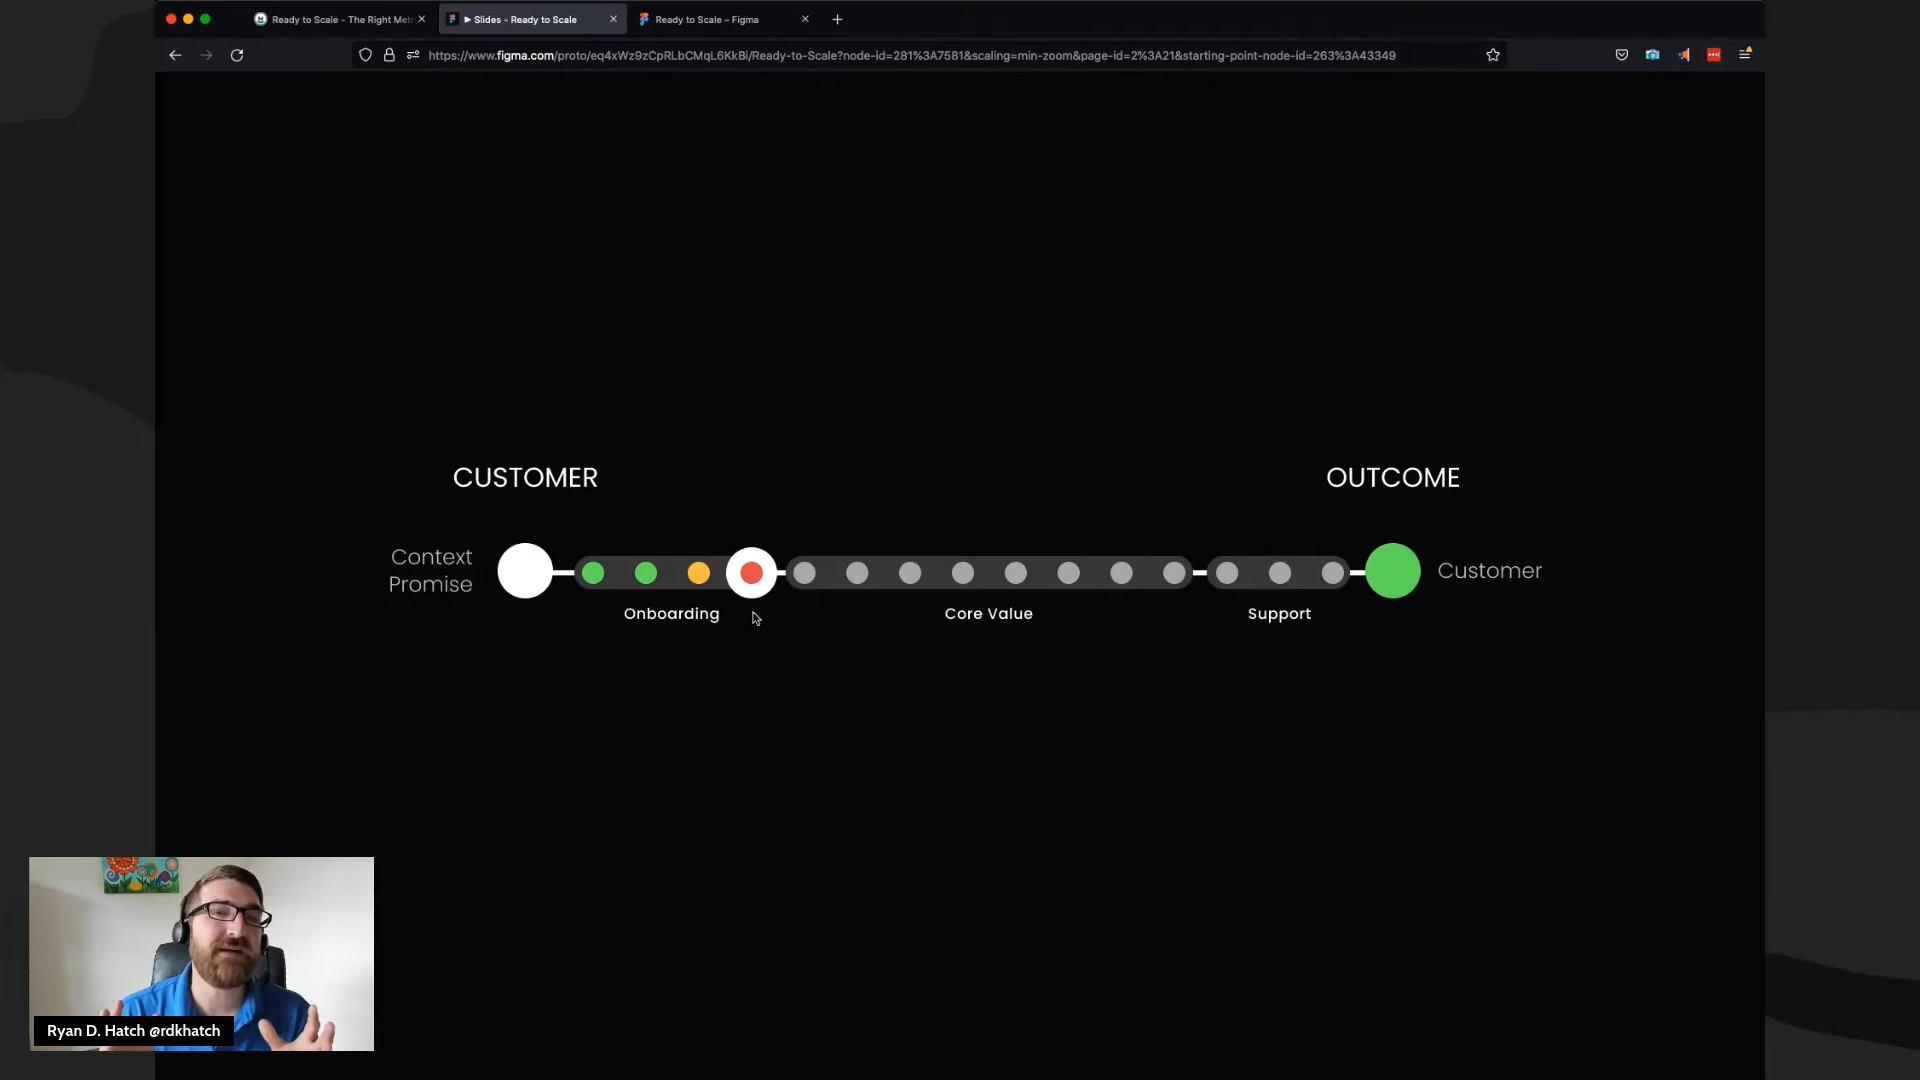 Ready to Scale - The Right Met
▶ Slides - Ready to Scale
Ready to Scale – Figma
https://www.figma.com/proto/eq4xWz9zCpRLbCMqL6KkBi/Ready-to-Scale?node-id=281%3A7581&scaling=min-zoom&page-id=2%3A21&starting-point-node-id=263%3A43349
CUSTOMER
OUTCOME
Context
Promise
Customer
Onboarding
Core Value
Support
Ryan D. Hatch @rdkhatch